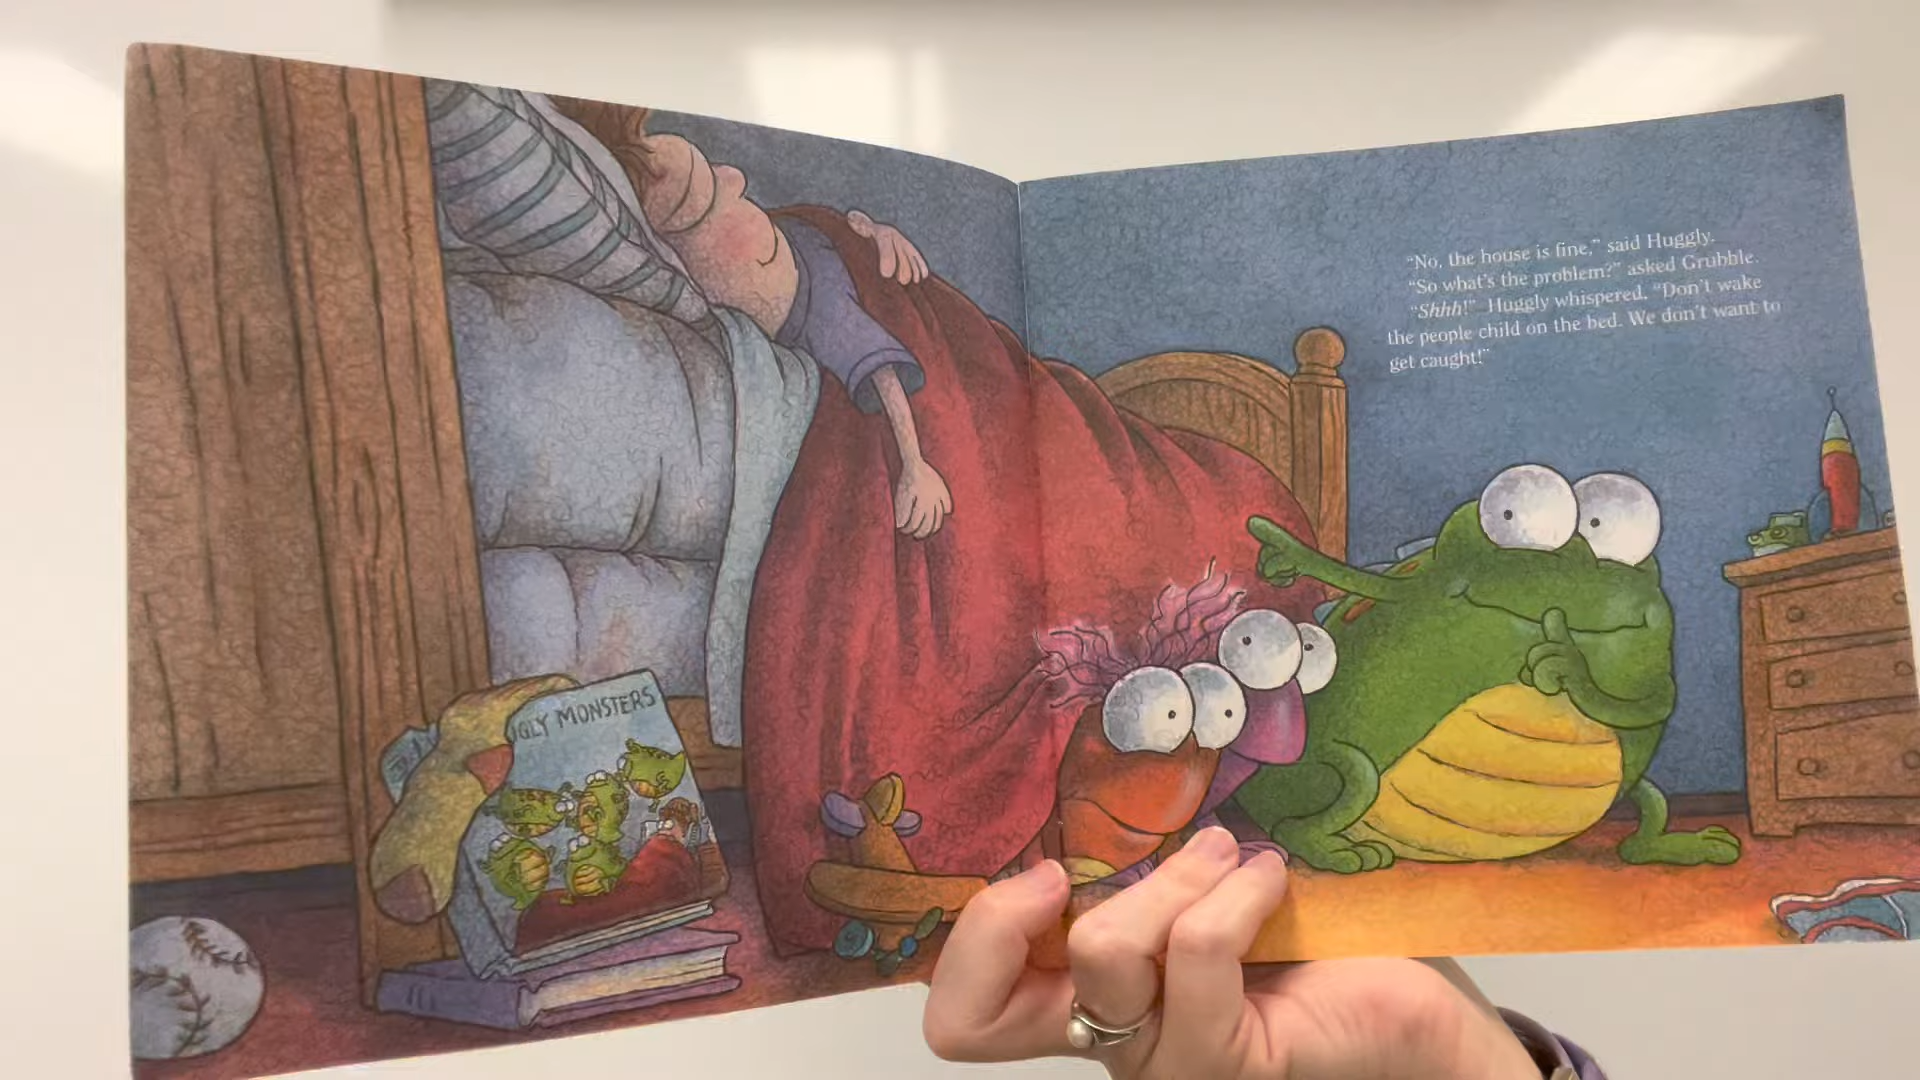 GLY MONSTERS
“No, the house is fine,” said Huggly.
“So what’s the problem?” asked Grubble.
“Shhh!” Huggly whispered. “Don’t wake
the people child on the bed. We don’t want to
get caught!”